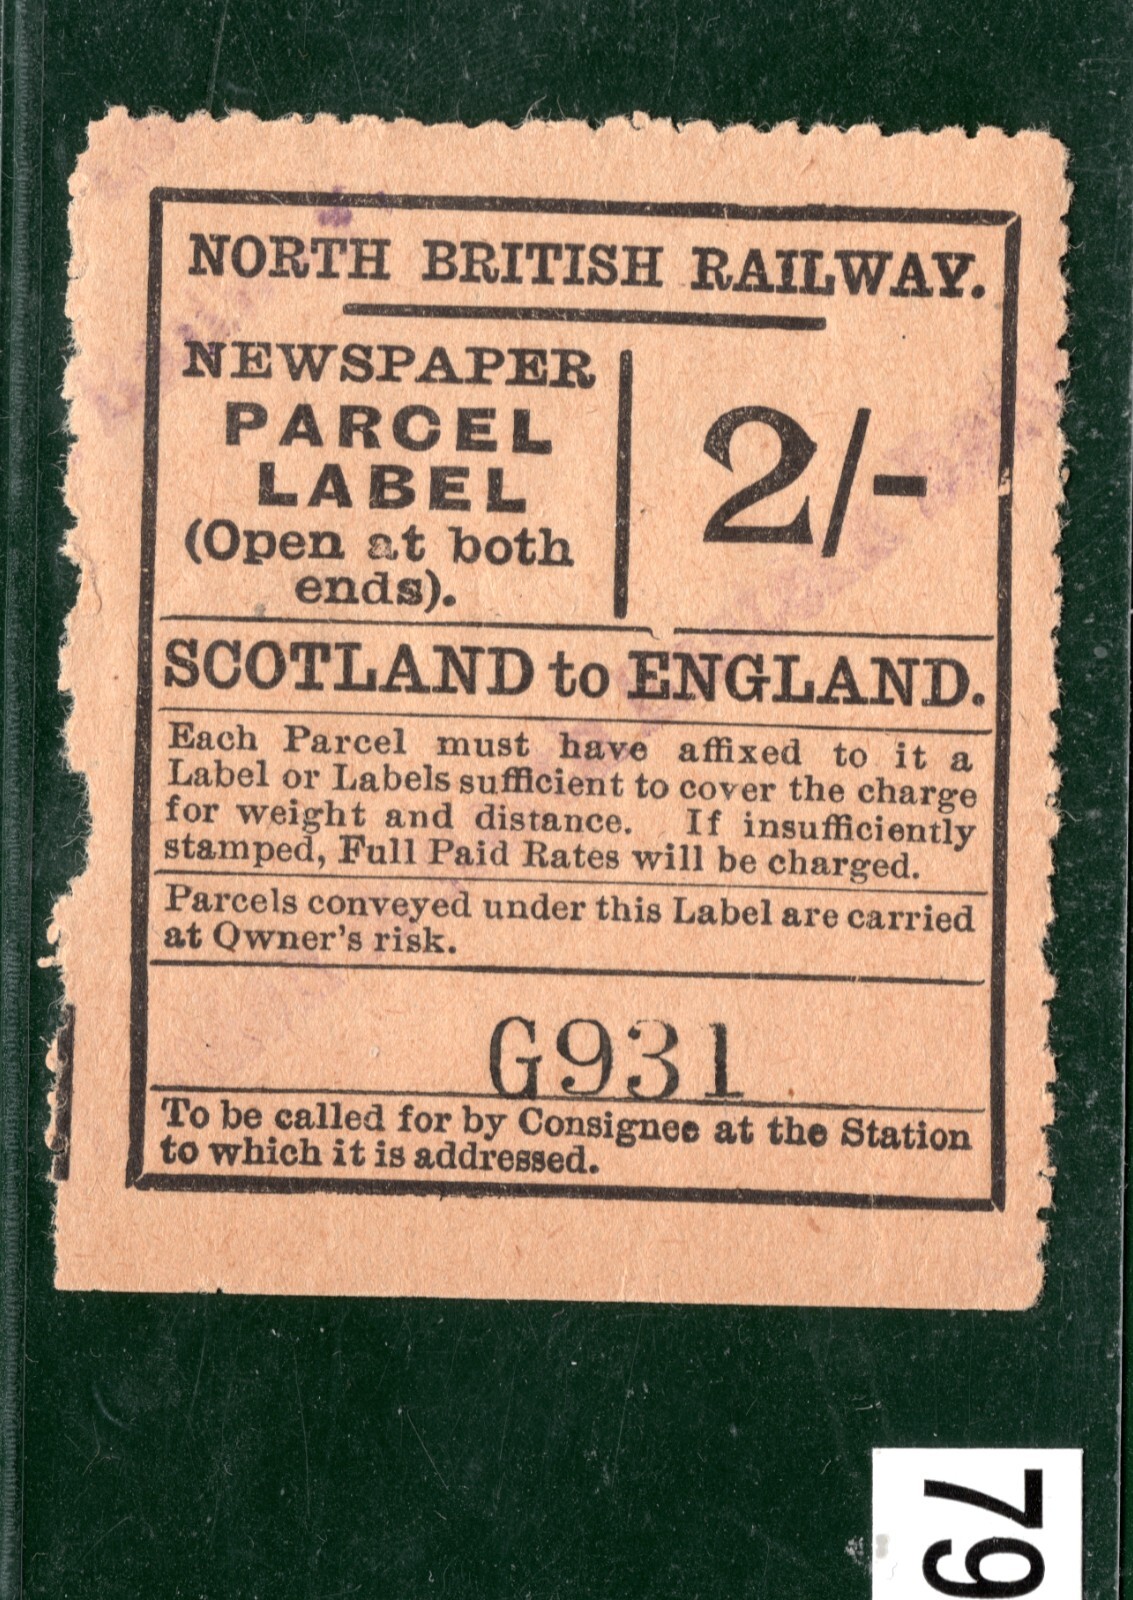 NORTH BRITISH RAILWAY.
NEWSPAPER
PARCEL
LABEL
(Open at both
ends).
2/-
SCOTLAND to ENGLAND.
Each Parcel must have affixed to it a
Label or Labels sufficient to cover the charge
for weight and distance. If insufficiently
stamped, Full Paid Rates will be charged.
Parcels conveyed under this Label are carried
at Owner's risk.
G931
To be called for by Consignee at the Station
to which it is addressed.
79